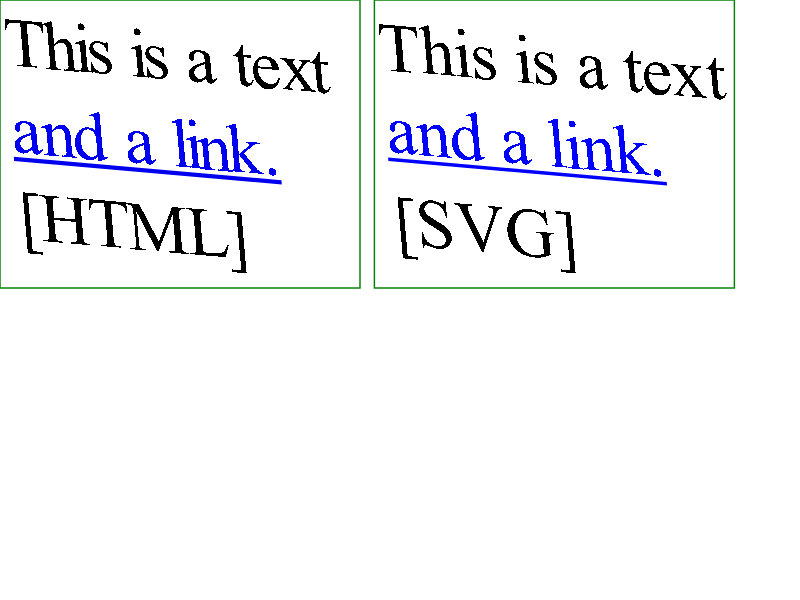 This is a text
and a link.
[HTML]
This is a text
and a link.
[SVG]